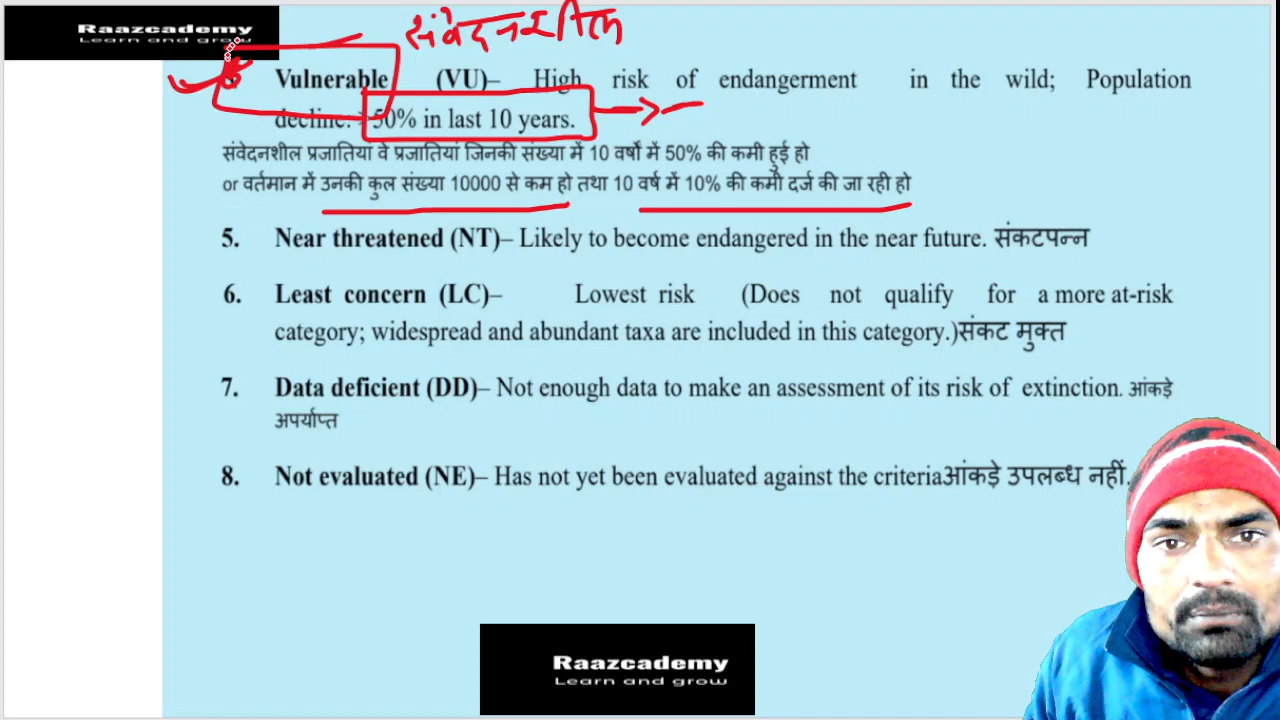 Raazcademy
Learn and grow
संवेदनशील
Vulnerable (VU)– High risk of endangerment in the wild; Population
decline: >50% in last 10 years.
संवेदनशील प्रजातिया वे प्रजातियां जिनकी संख्या में 10 वर्षों में 50% की कमी हुई हो
or वर्तमान में उनकी कुल संख्या 10000 से कम हो तथा 10 वर्ष में 10% की कमी दर्ज की जा रही हो
5. Near threatened (NT)– Likely to become endangered in the near future. संकटपन्न
6. Least concern (LC)– Lowest risk (Does not qualify for a more at-risk
category; widespread and abundant taxa are included in this category.)संकट मुक्त
7. Data deficient (DD)– Not enough data to make an assessment of its risk of extinction. आंकड़े
अपर्याप्त
8. Not evaluated (NE)– Has not yet been evaluated against the criteriaआंकड़े उपलब्ध नहीं.
Raazcademy
Learn and grow